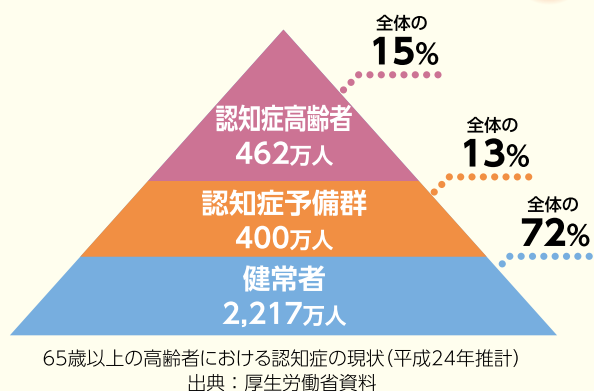 全体の
15%
認知症高齢者
462万人
全体の
13%
認知症予備群
400万人
全体の
72%
健常者
2,217万人
65歳以上の高齢者における認知症の現状(平成24年推計)
出典：厚生労働省資料